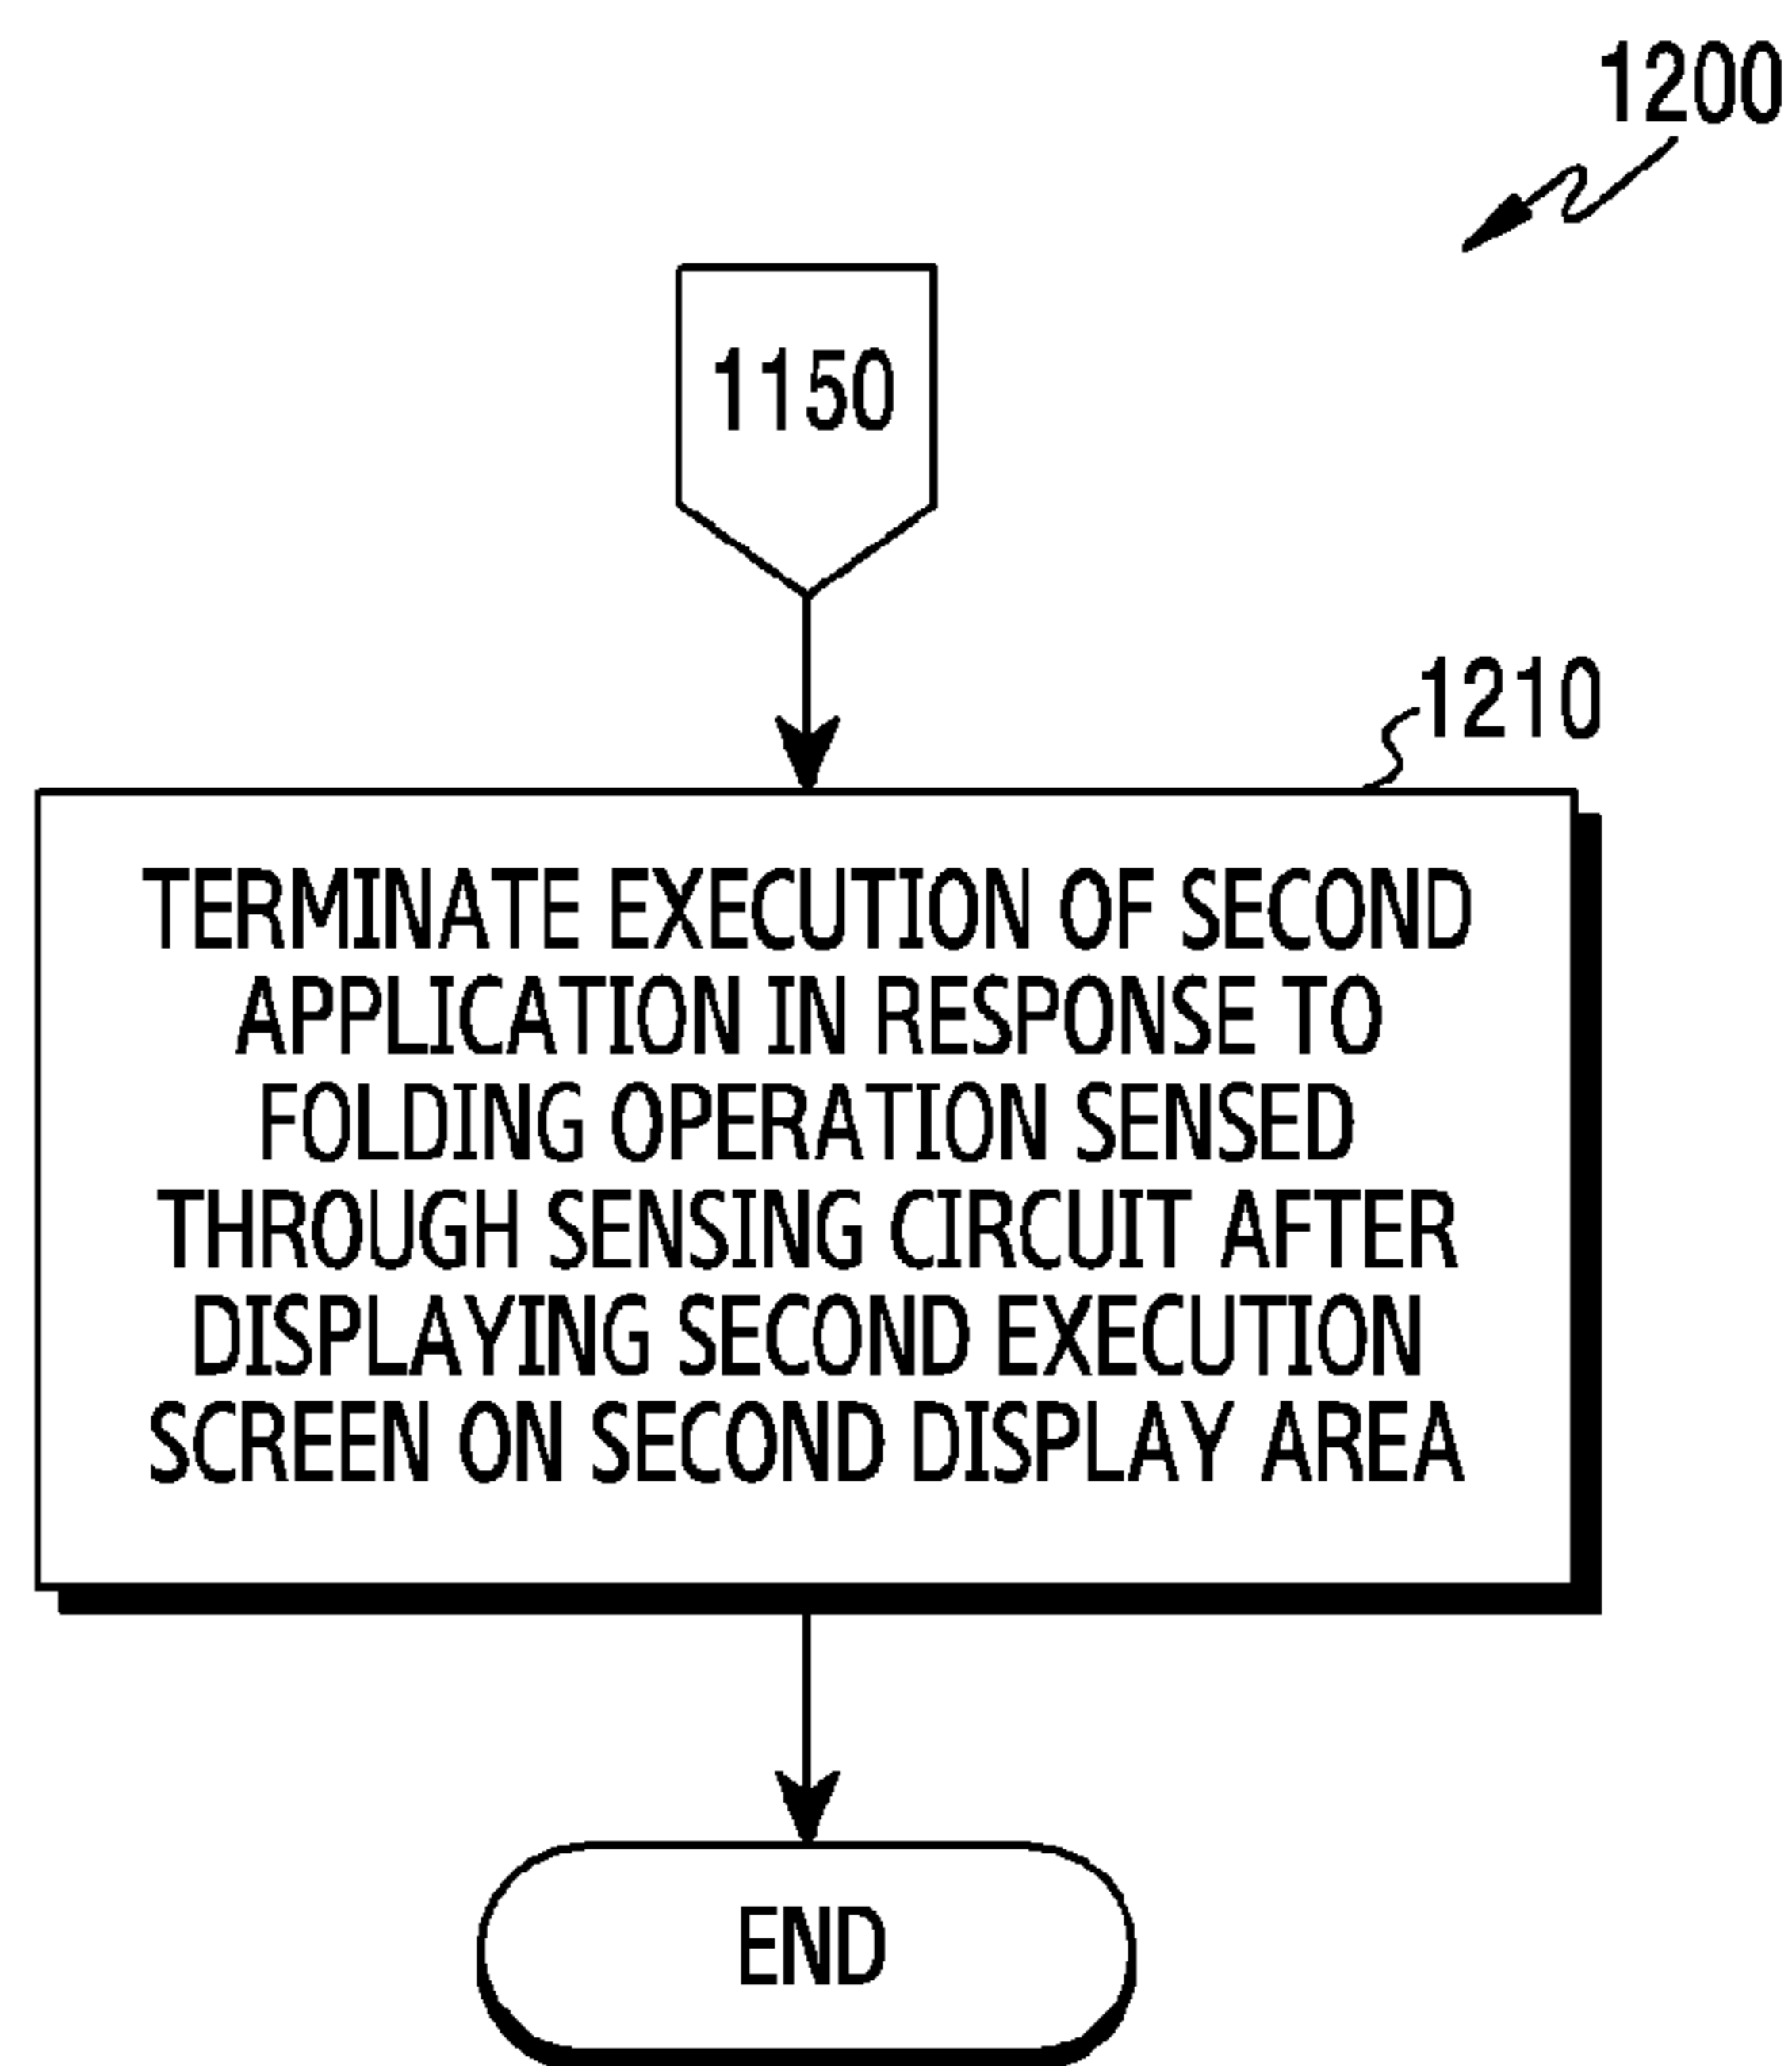 1200
1150
1210
TERMINATE EXECUTION OF SECOND
APPLICATION IN RESPONSE TO
FOLDING OPERATION SENSED
THROUGH SENSING CIRCUIT AFTER
DISPLAYING SECOND EXECUTION
SCREEN ON SECOND DISPLAY AREA
END